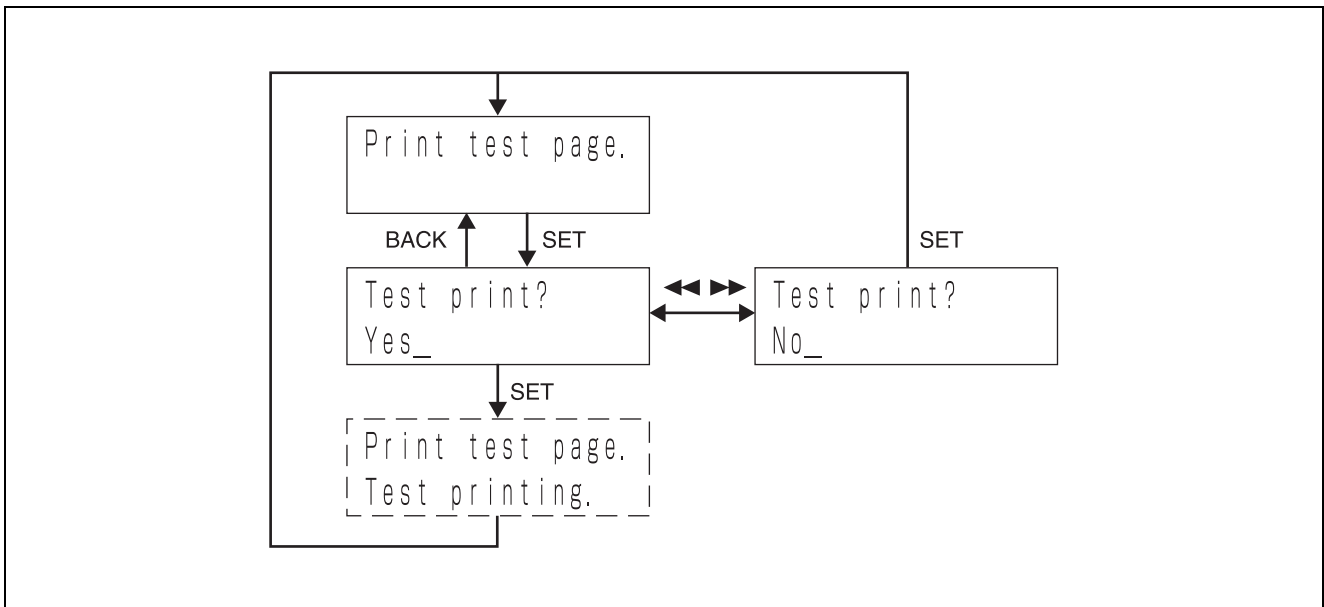 Print test page.
BACK
SET
SET
Test print?
Yes_
Test print?
No_
SET
Print test page.
Test printing.